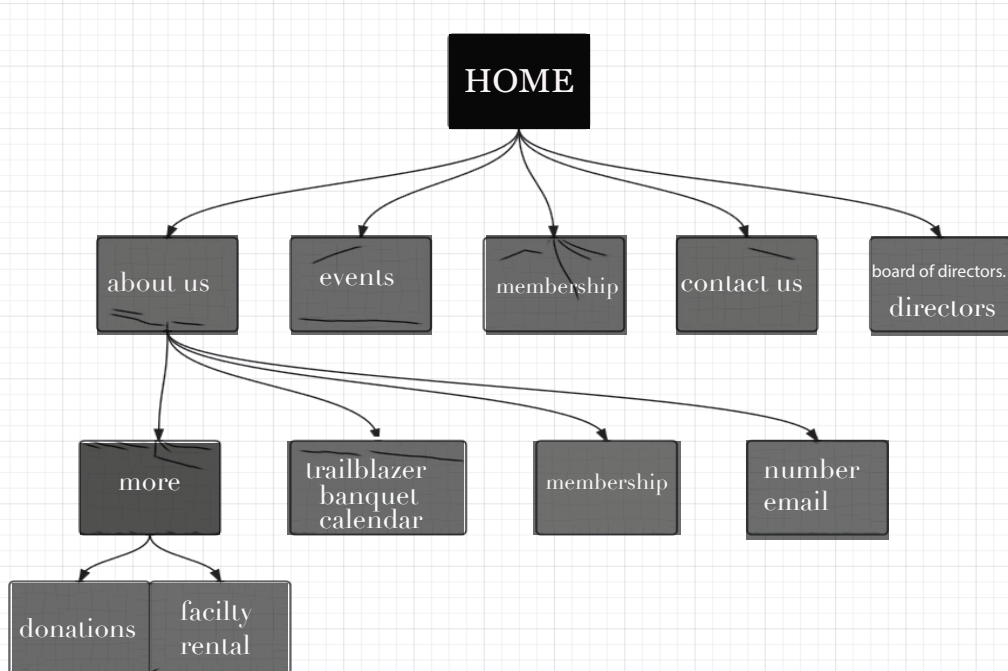 HOME
about us
events
membership
contact us
board of directors.
directors
more
trailblazer
banquet
calendar
membership
number
email
donations
facilty
rental